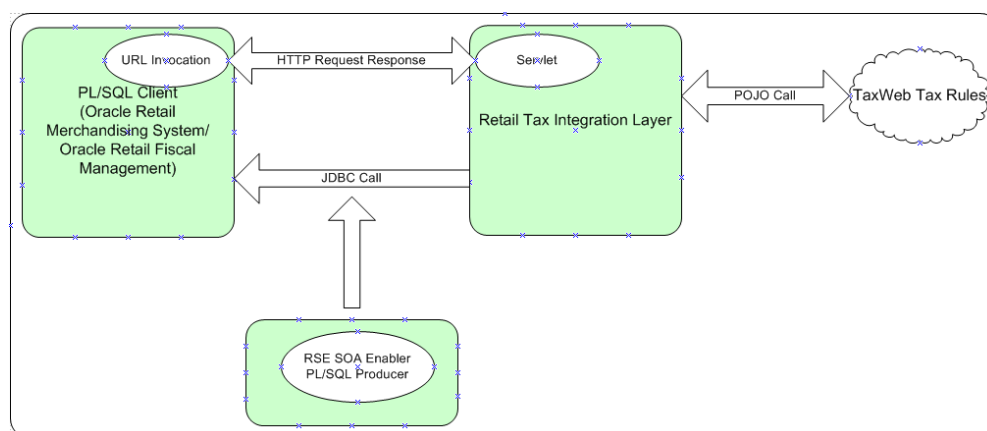 URL Invocation
HTTP Request Response
Servlet
PL/SQL Client
(Oracle Retail
Merchandising System/
Oracle Retail Fiscal
Management)
Retail Tax Integration Layer
POJO Call
TaxWeb Tax Rules
JDBC Call
RSE SOA Enabler
PL/SQL Producer